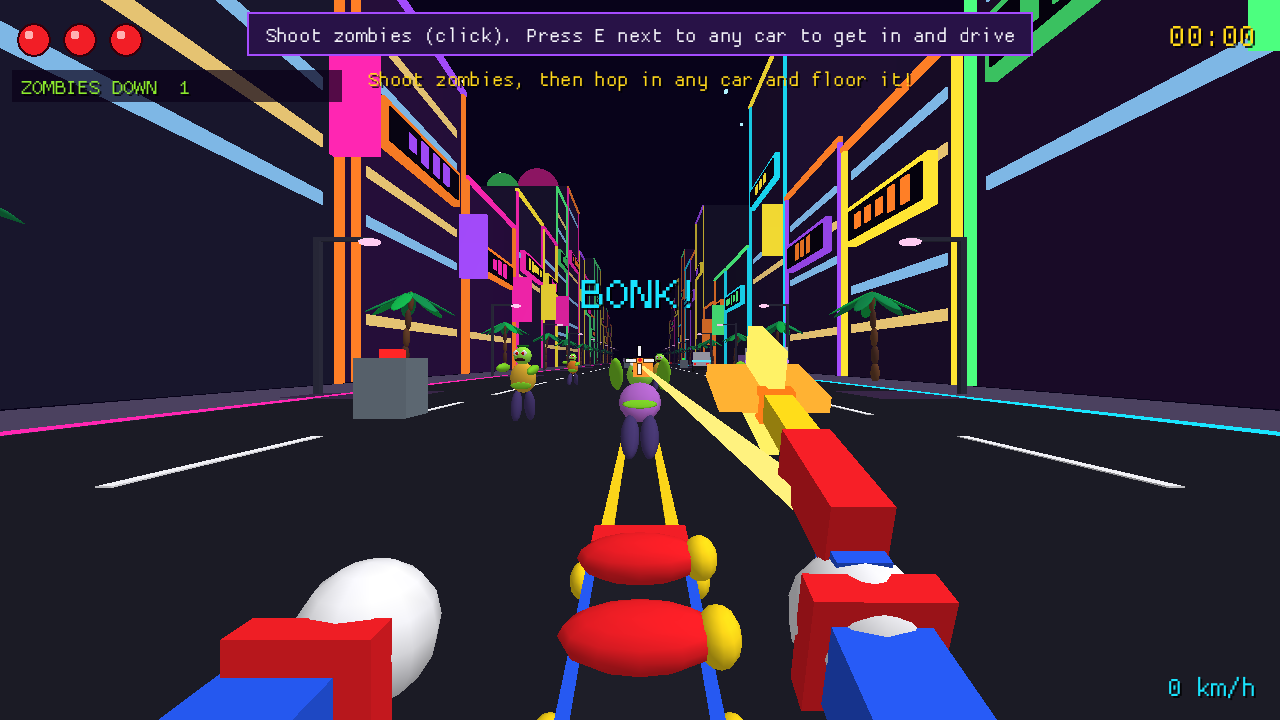 Shoot zombies (click). Press E next to any car to get in and drive
00:00
Shoot zombies, then hop in any car and floor it!
ZOMBIES DOWN 1
BONK!
0 km/h